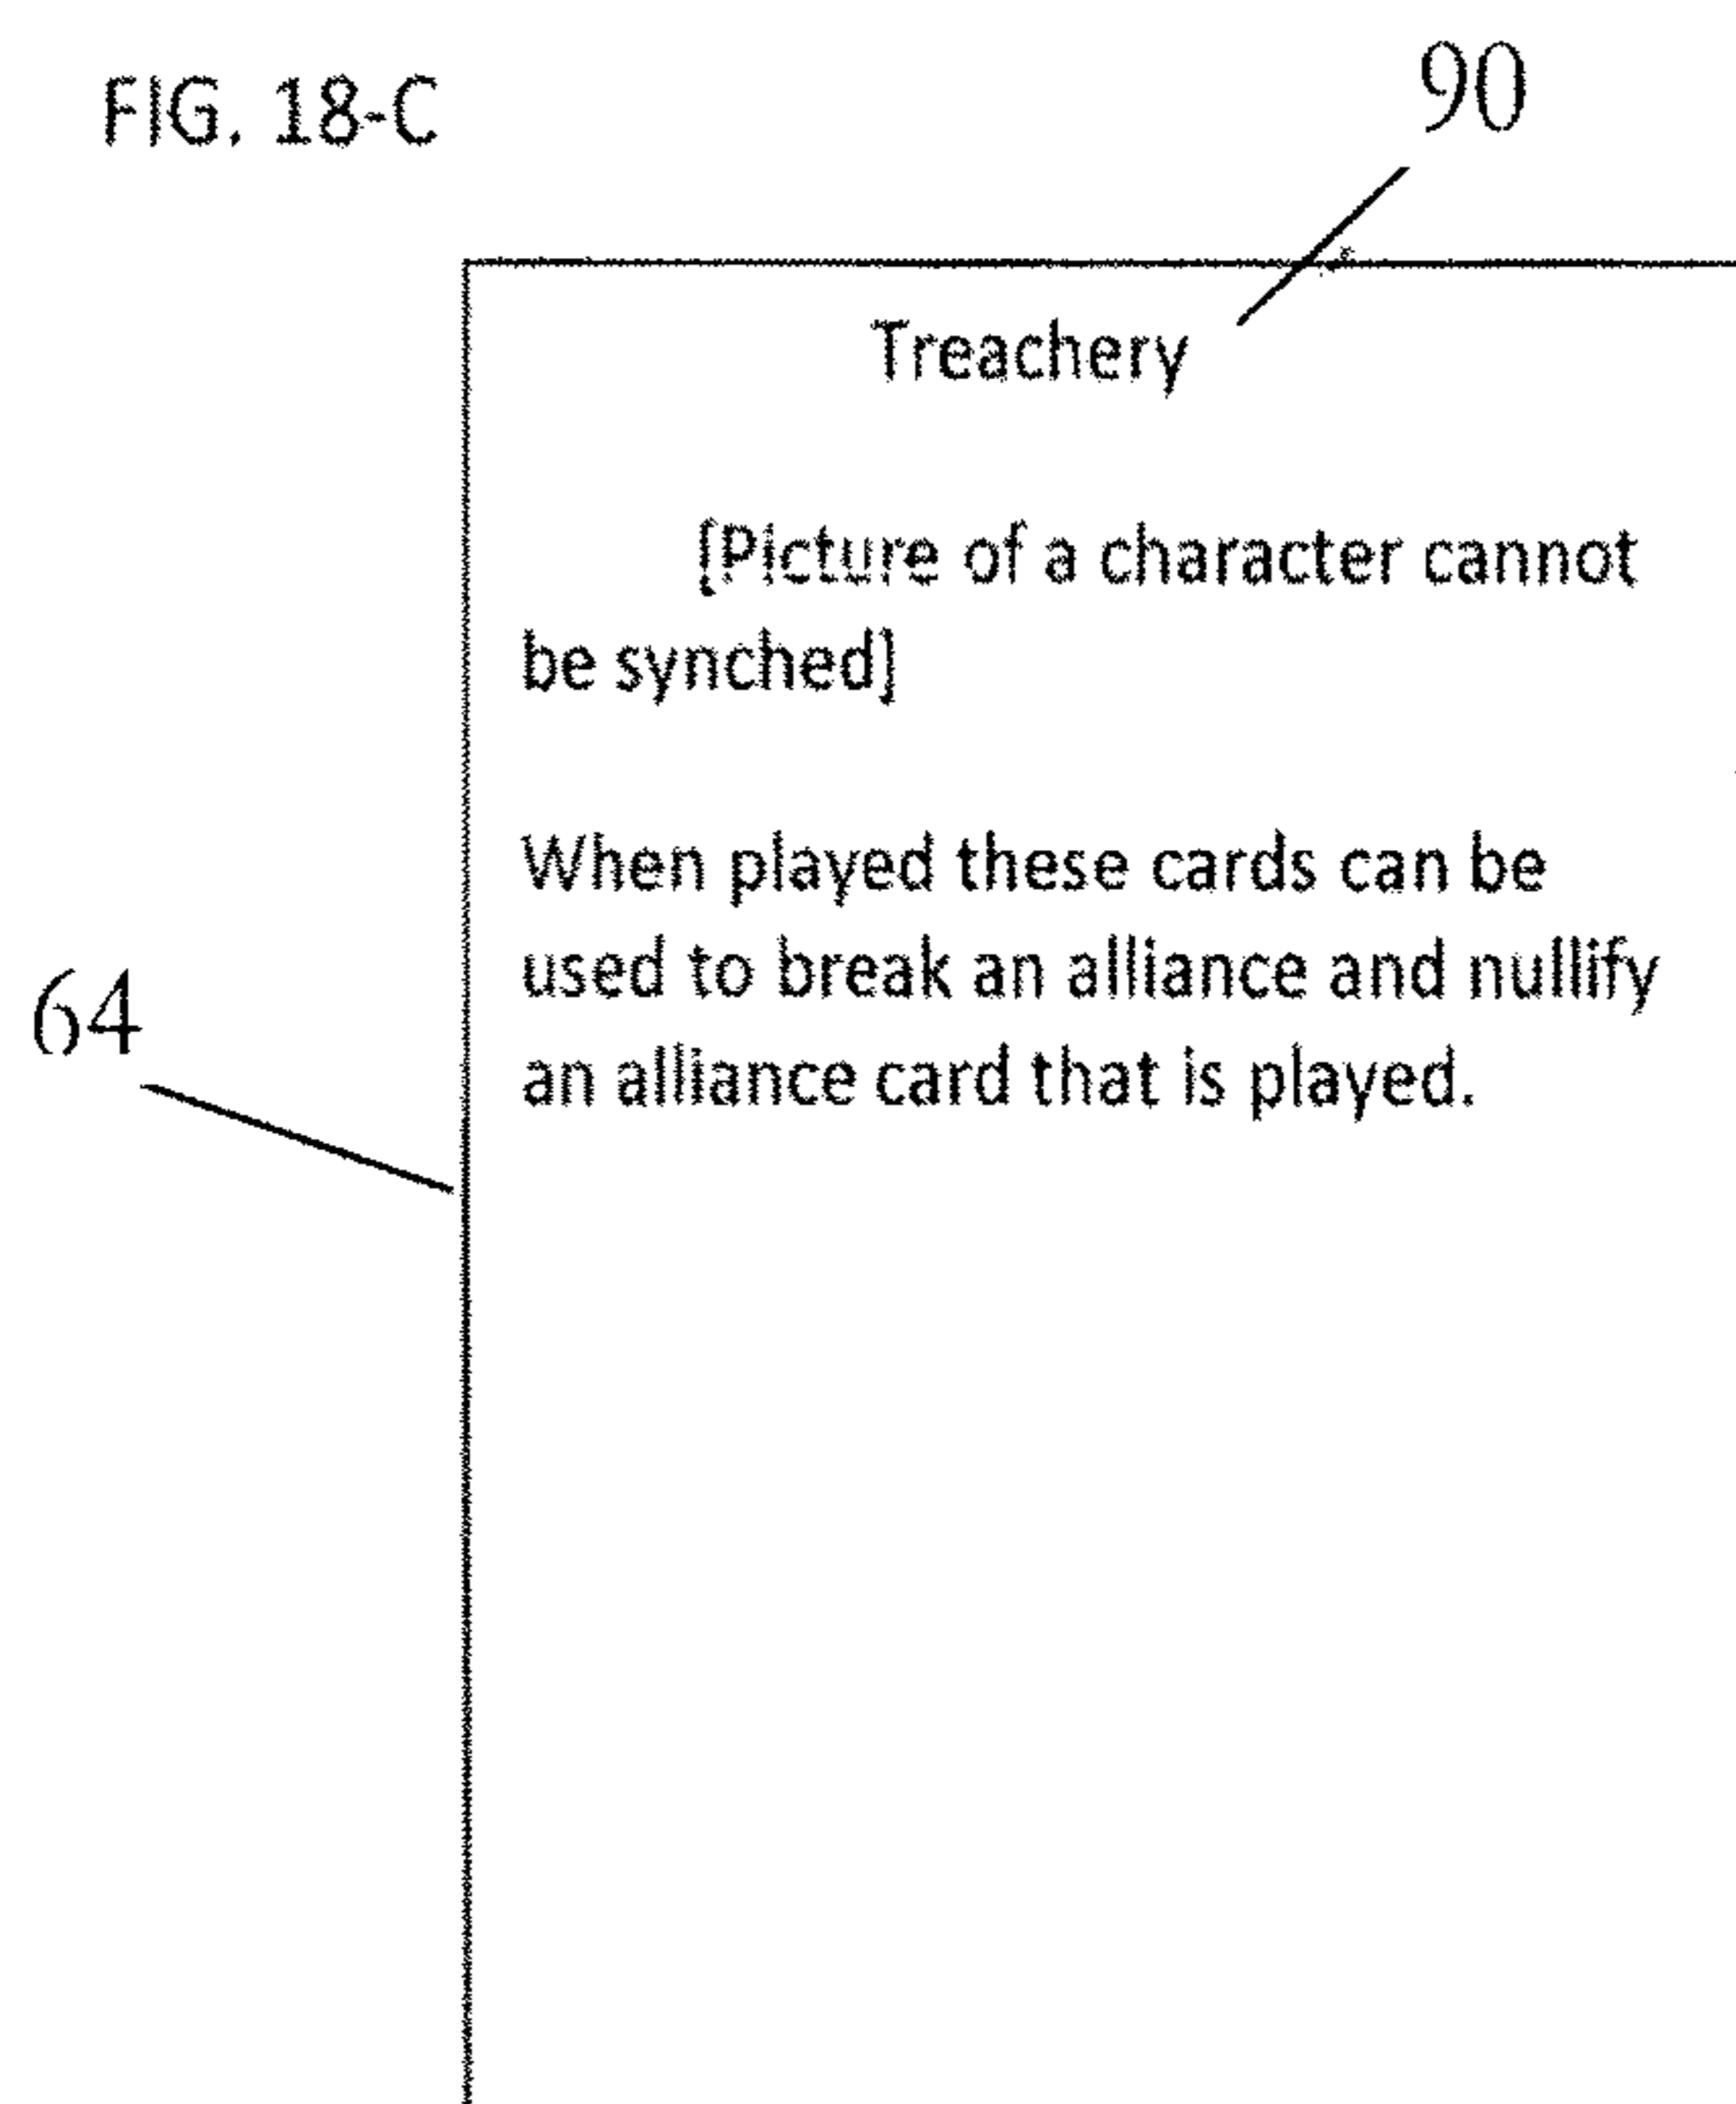 FIG. 18-C
90
Treachery
[Picture of a character cannot
be synched]
When played these cards can be
used to break an alliance and nullify
64
an alliance card that is played.